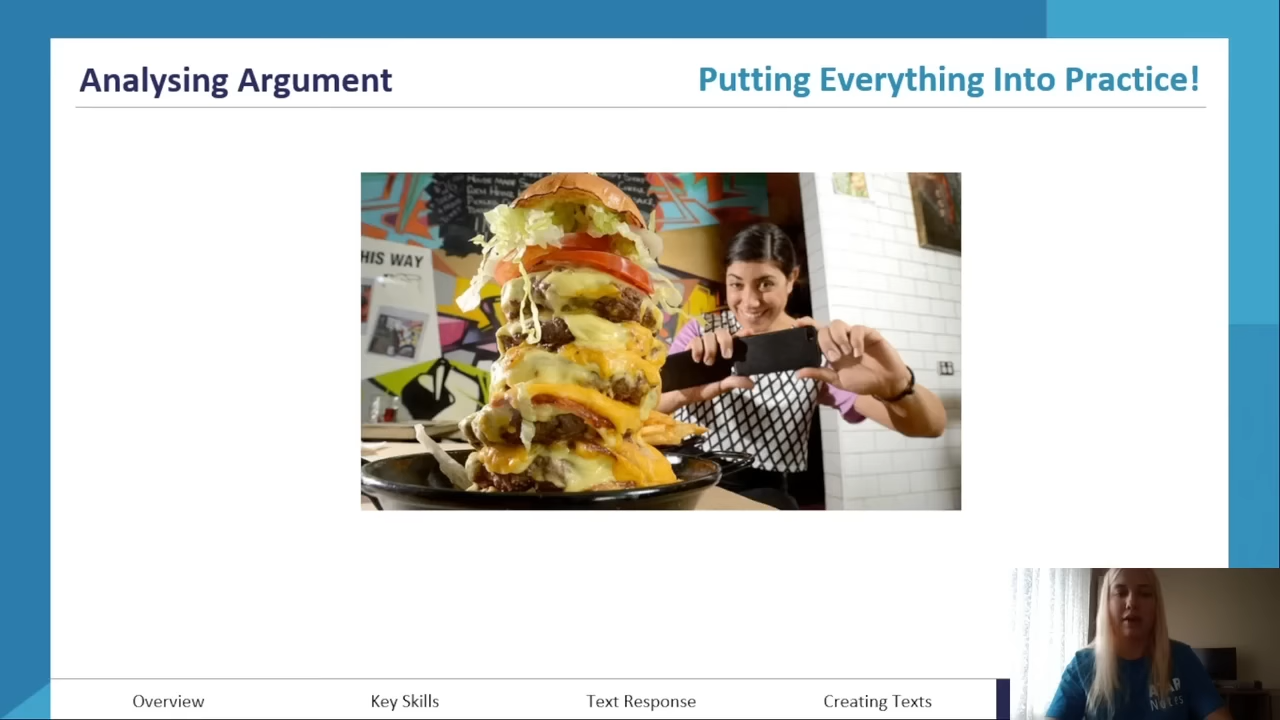 Analysing Argument
Putting Everything Into Practice!
HIS WAY
Overview
Key Skills
Text Response
Creating Texts